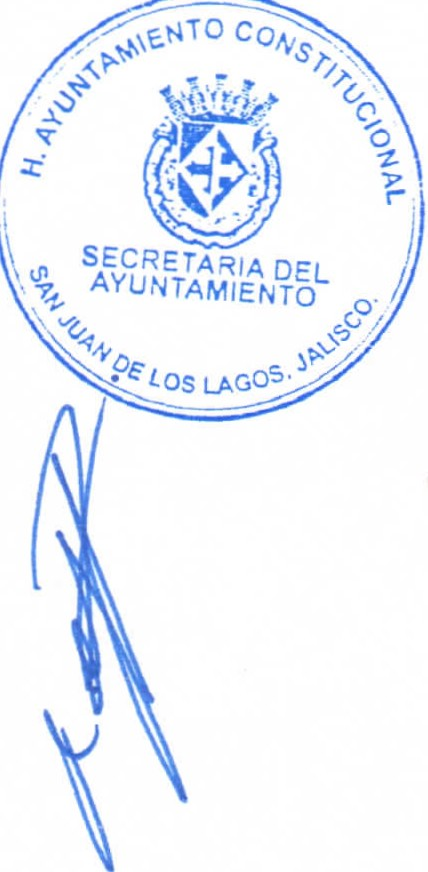 H. AYUNTAMIENTO CONSTITUCIONAL
SECRETARIA DEL
AYUNTAMIENTO
SAN JUAN DE LOS LAGOS, JALISCO.